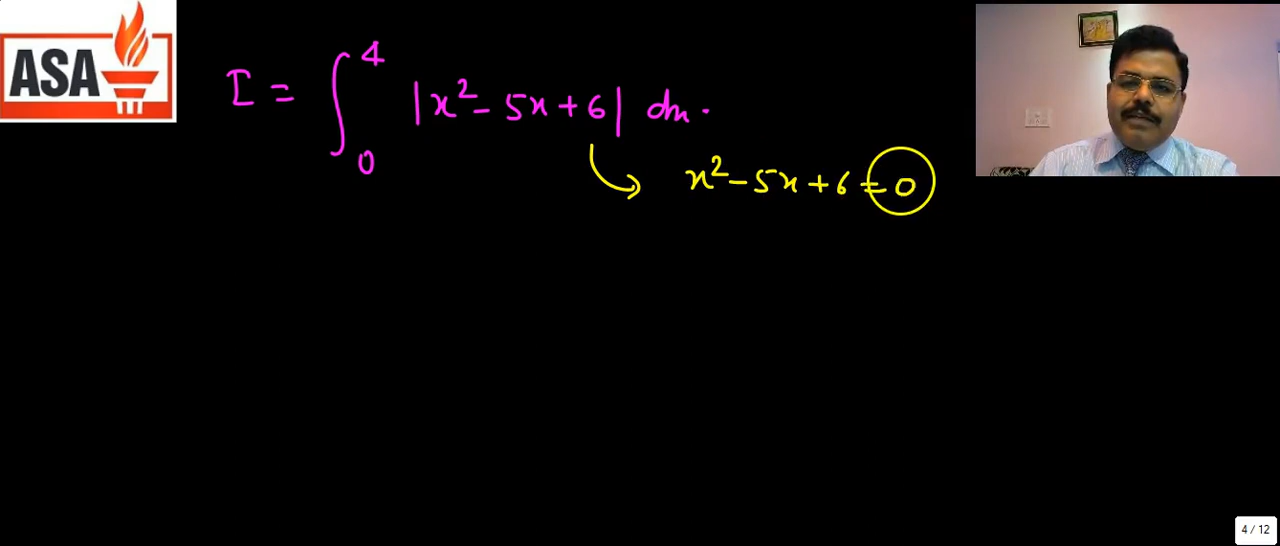 ASA
I = ∫₀⁴ |x² - 5x + 6| dx.
x² - 5x + 6 = 0
4 / 12